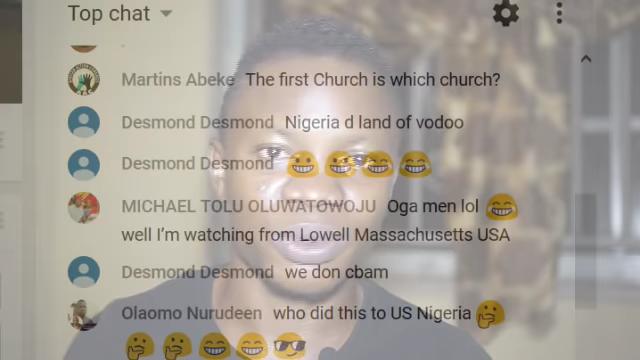 Top chat
Martins Abeke The first Church is which church?
Desmond Desmond Nigeria d land of vodoo
Desmond Desmond 😀😁😄😄
MICHAEL TOLU OLUWATOWOJU Oga men lol 😂
well I'm watching from Lowell Massachusetts USA
Desmond Desmond we don cbam
Olaomo Nurudeen who did this to US Nigeria 🤔
🤔🤔😄😄😎